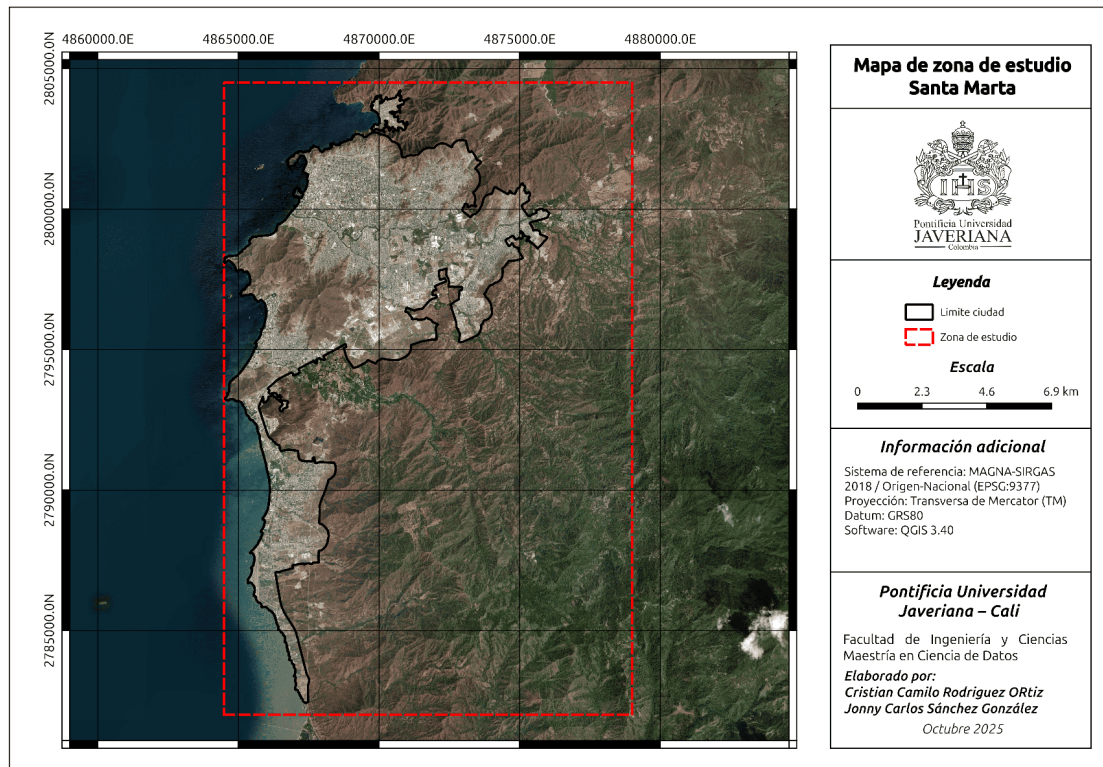 4860000.0E
4865000.0E
4870000.0E
4875000.0E
4880000.0E
2805000.0N
2800000.0N
2795000.0N
2790000.0N
2785000.0N
Mapa de zona de estudio
Santa Marta
IHS
Pontificia Universidad
JAVERIANA
Colombia
Leyenda
Limite ciudad
Zona de estudio
Escala
0 2.3 4.6 6.9 km
Información adicional
Sistema de referencia: MAGNA-SIRGAS
2018 / Origen-Nacional (EPSG:9377)
Proyección: Transversa de Mercator (TM)
Datum: GRS80
Software: QGIS 3.40
Pontificia Universidad
Javeriana – Cali
Facultad de Ingeniería y Ciencias
Maestría en Ciencia de Datos
Elaborado por:
Cristian Camilo Rodriguez ORtiz
Jonny Carlos Sánchez González
Octubre 2025